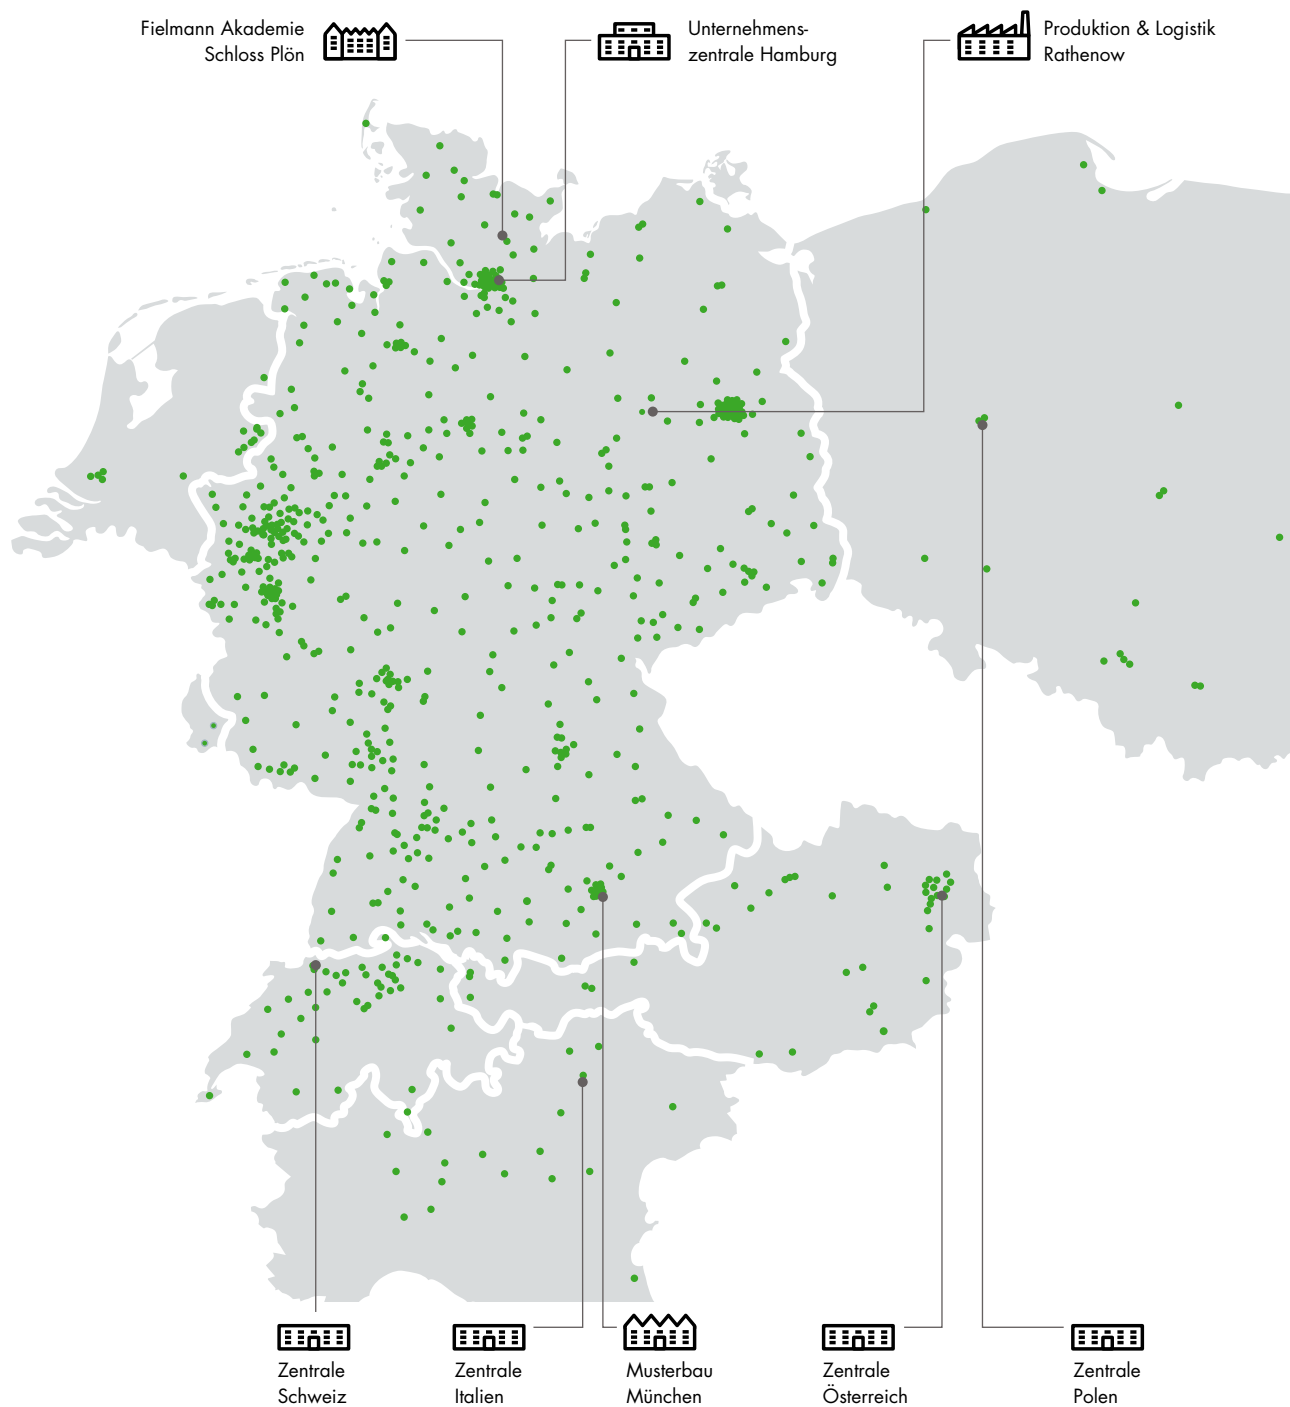 Fielmann Akademie
Schloss Plön
Unternehmens-
zentrale Hamburg
Produktion & Logistik
Rathenow
Zentrale
Schweiz
Zentrale
Italien
Musterbau
München
Zentrale
Österreich
Zentrale
Polen